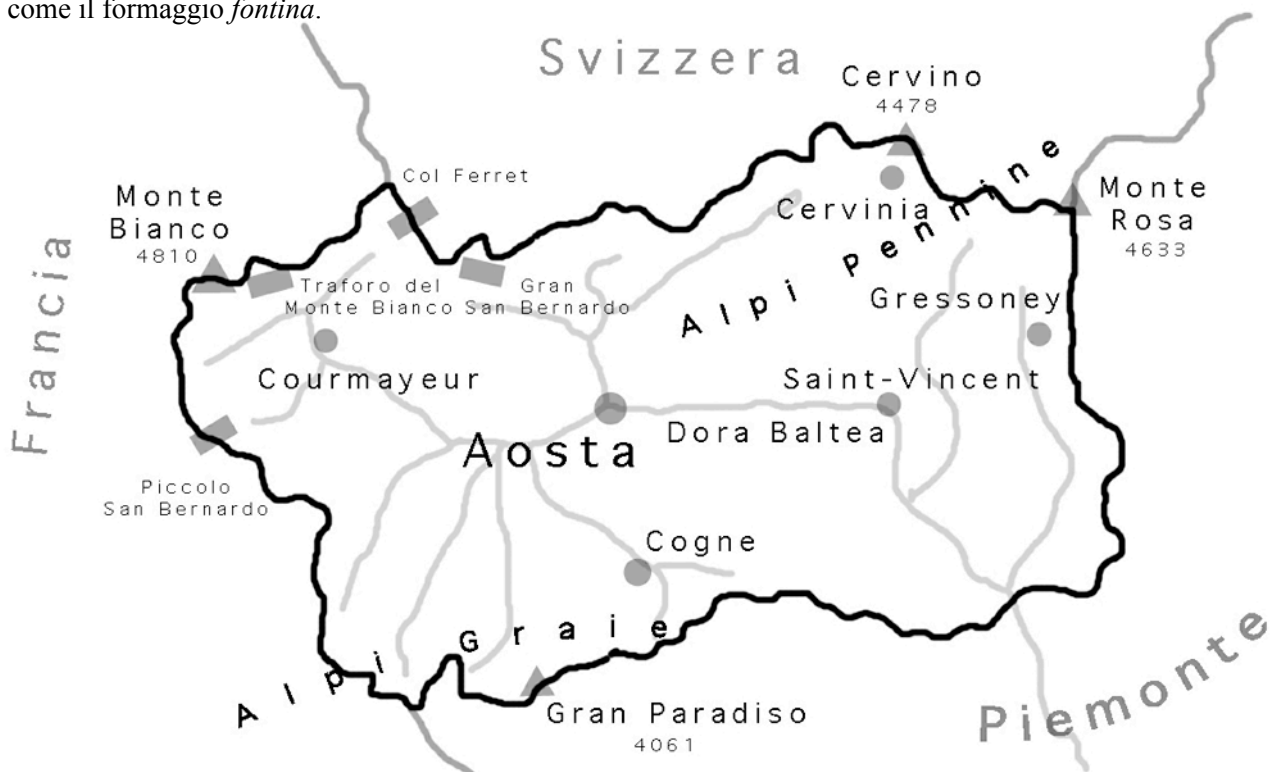 come il formaggio fontina.
Svizzera
Cervino
4478
Col Ferret
Monte
Bianco
4810
Monte
Rosa
4633
Cervinia
Alpi Pennine
Francia
Traforo del
Monte Bianco
Gran
San Bernardo
Gressoney
Courmayeur
Saint-Vincent
Aosta
Dora Baltea
Piccolo
San Bernardo
Cogne
Alpi Graie
Gran Paradiso
4061
Piemonte